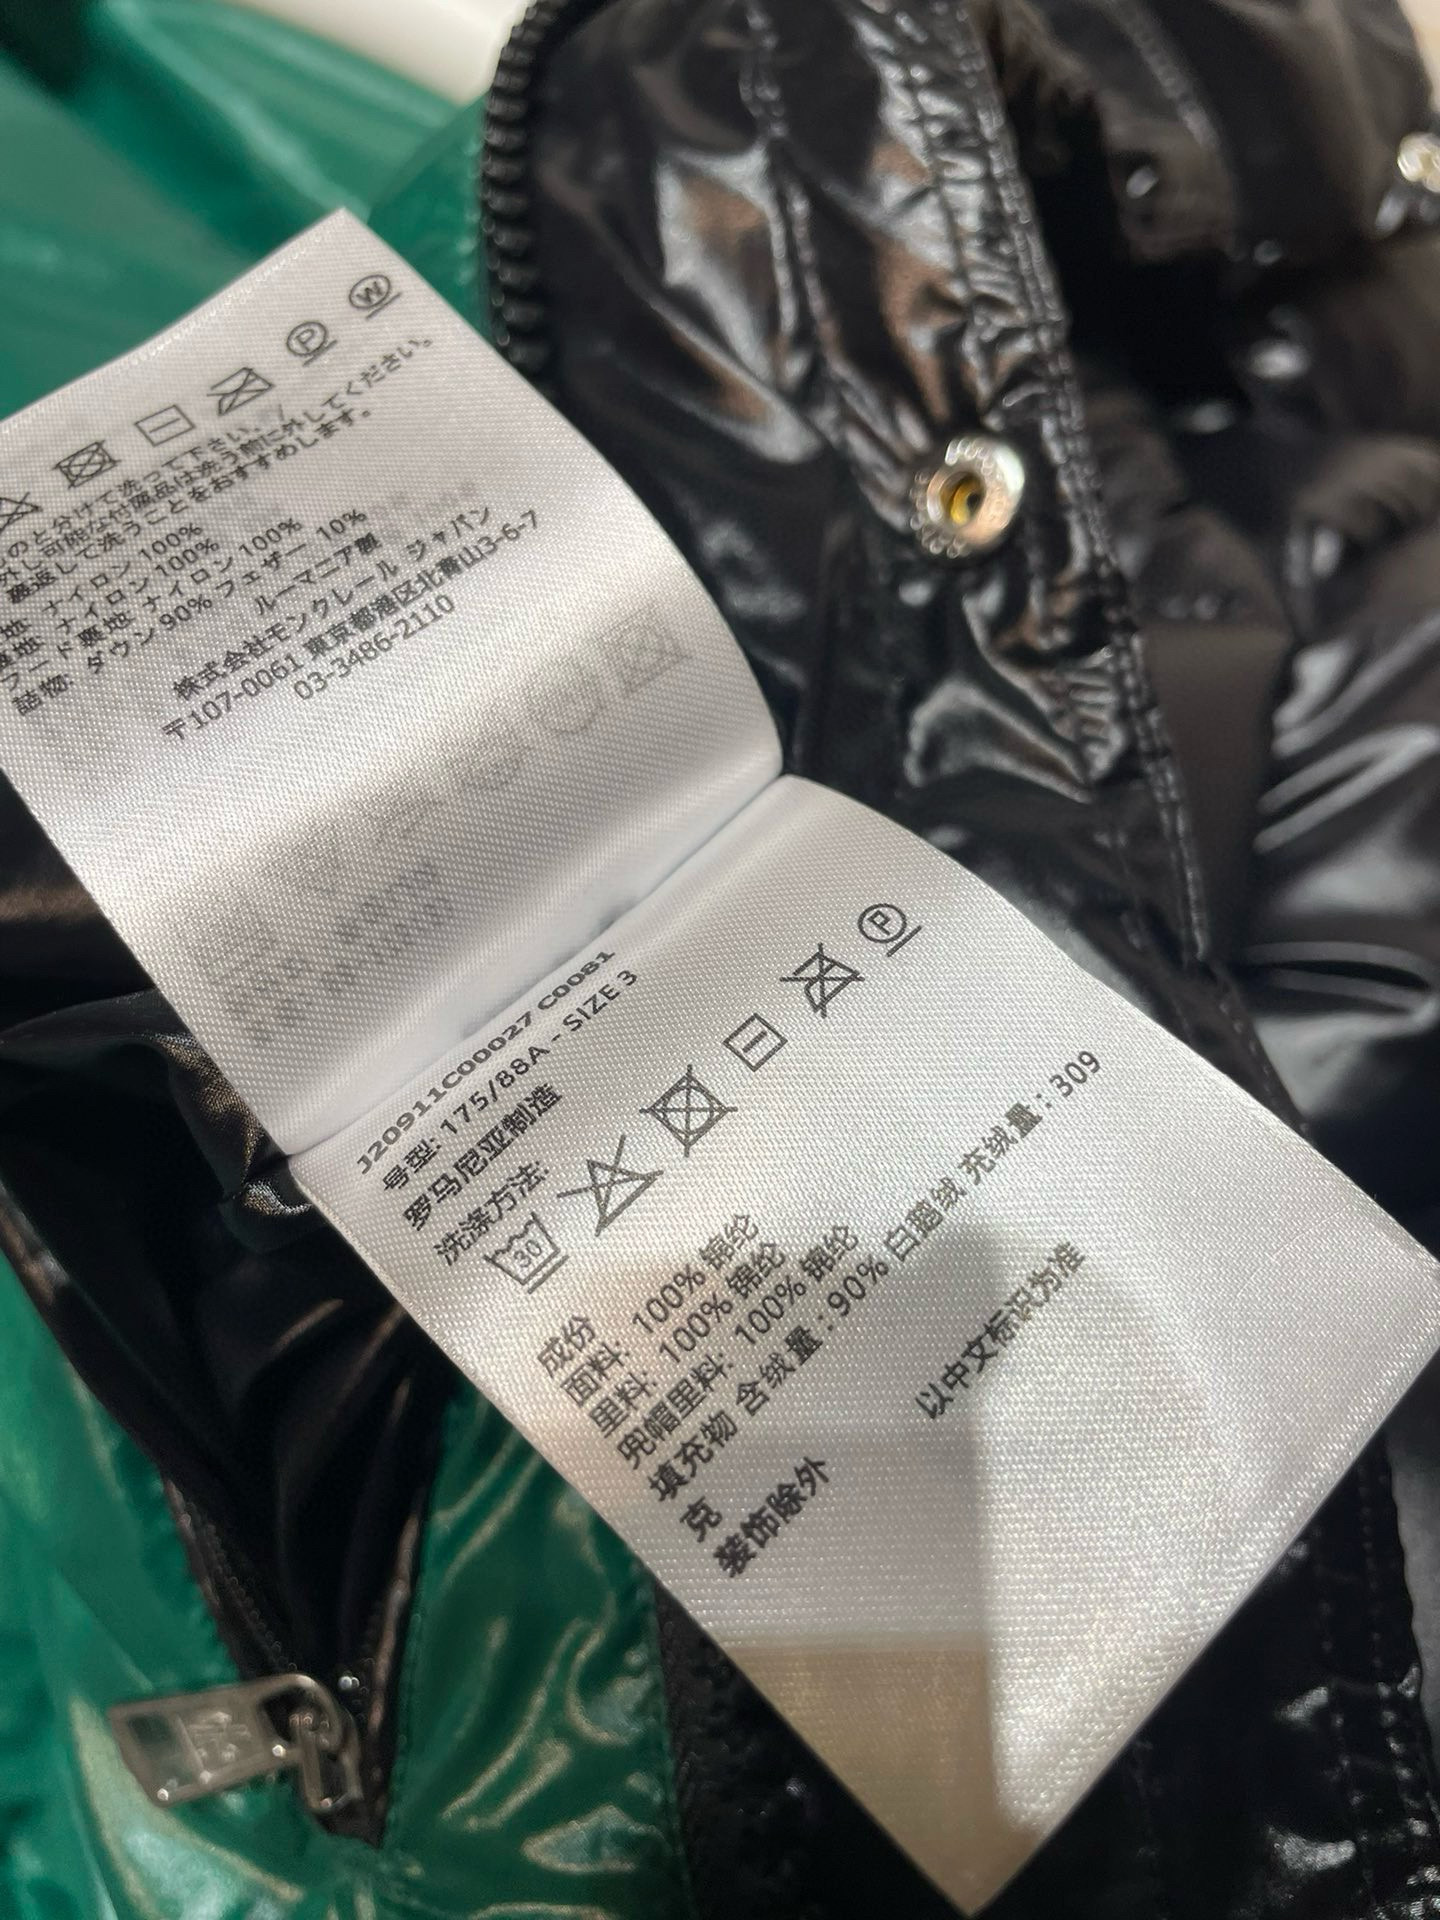 P
W
のと分けて洗って下さい。
外し可能な付属品は洗う前に外してください。
裏返しで洗うことをおすすめします。
地 ナイロン 100%
裏地 ナイロン 100%
フード裏地 ナイロン 100%
詰物: ダウン 90% フェザー 10%
ルーマニア製
株式会社モンクレール ジャパン
〒107-0061 東京都港区北青山3-6-7
03-3486-2110
J20911C00027 C0081
号型: 175/88A - SIZE 3
罗马尼亚制造
洗涤方法:
30
P
成份
面料: 100% 锦纶
里料: 100% 锦纶
兜帽里料: 100% 锦纶
填充物 含绒量:90% 白鹅绒 充绒量:309
克
装饰除外
以中文标识为准